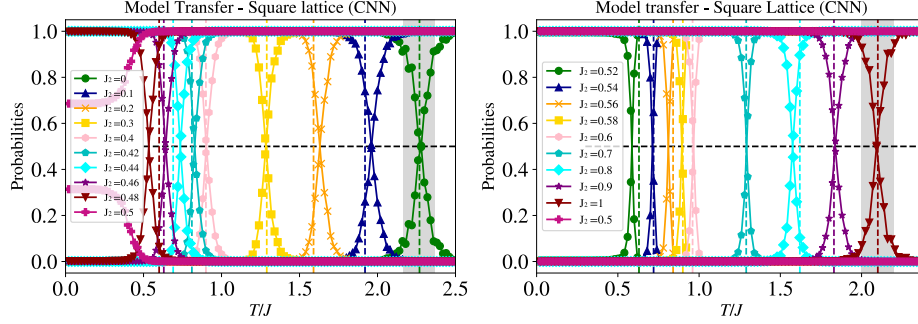 Model Transfer - Square lattice (CNN)
Probabilities
1.0
0.8
0.6
0.4
0.2
0.0
J₂=0
J₂=0.1
J₂=0.2
J₂=0.3
J₂=0.4
J₂=0.42
J₂=0.44
J₂=0.46
J₂=0.48
J₂=0.5
0.0 0.5 1.0 1.5 2.0 2.5
T/J
Model transfer - Square Lattice (CNN)
Probabilities
1.0
0.8
0.6
0.4
0.2
0.0
J₂=0.52
J₂=0.54
J₂=0.56
J₂=0.58
J₂=0.6
J₂=0.7
J₂=0.8
J₂=0.9
J₂=1
J₂=0.5
0.0 0.5 1.0 1.5 2.0
T/J